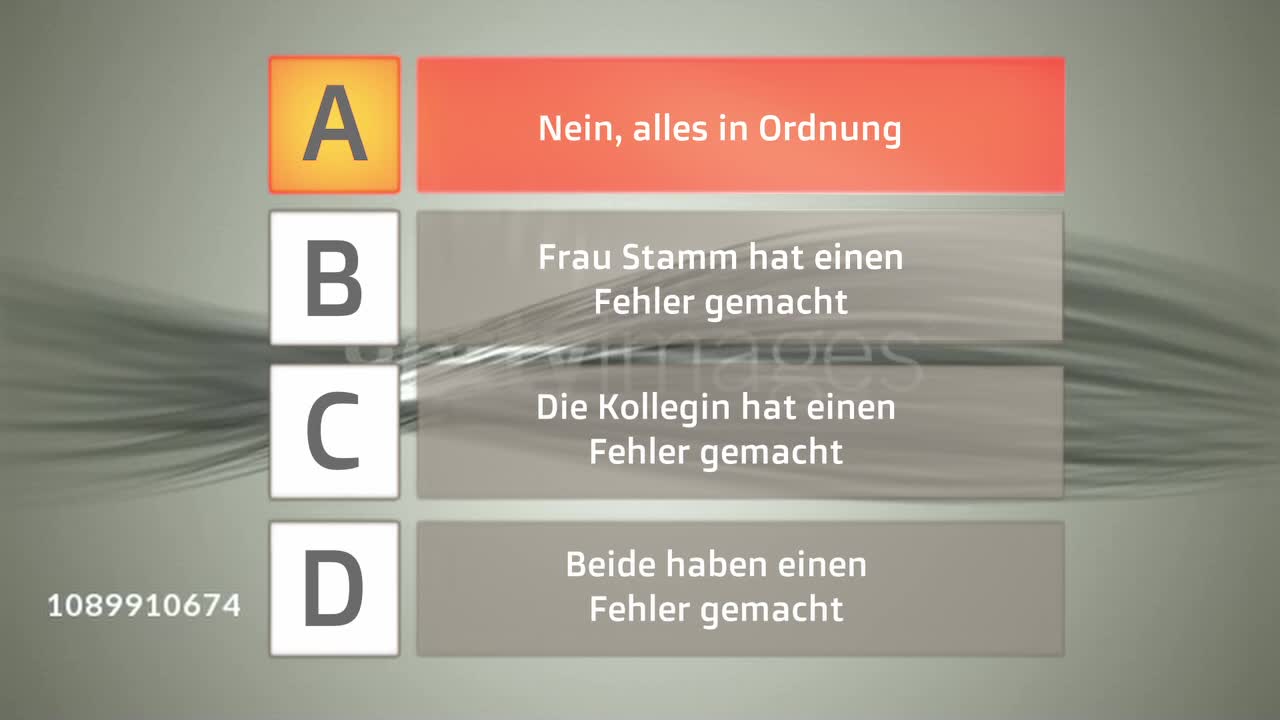 A
Nein, alles in Ordnung
B
Frau Stamm hat einen
Fehler gemacht
gettyimages
C
Die Kollegin hat einen
Fehler gemacht
D
Beide haben einen
Fehler gemacht
1089910674